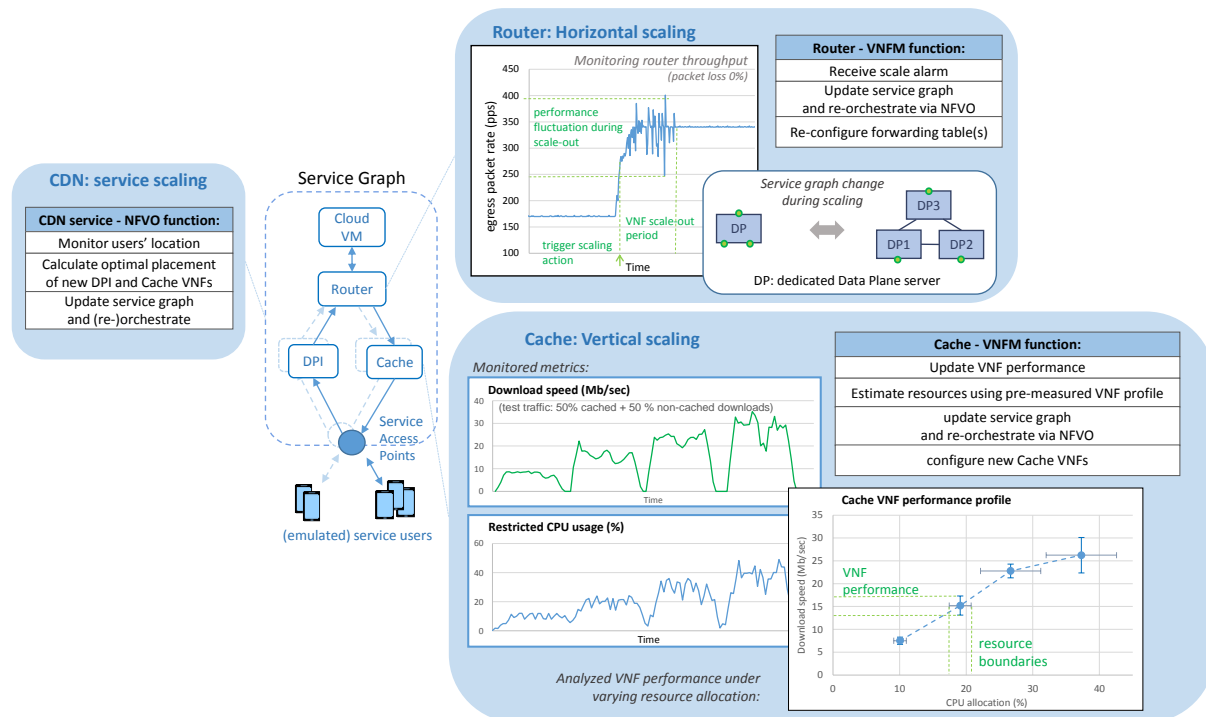 CDN: service scaling
CDN service - NFVO function:
Monitor users' location
Calculate optimal placement
of new DPI and Cache VNFs
Update service graph
and (re-)orchestrate
Service Graph
Cloud
VM
Router
DPI
Cache
Service
Access
Points
(emulated) service users
Router: Horizontal scaling
Monitoring router throughput
(packet loss 0%)
egress packet rate (pps)
450
400
350
300
250
200
150
100
performance
fluctuation during
scale-out
VNF scale-out
period
trigger scaling
action
Time
Router - VNFM function:
Receive scale alarm
Update service graph
and re-orchestrate via NFVO
Re-configure forwarding table(s)
Service graph change
during scaling
DP
DP3
DP1
DP2
DP: dedicated Data Plane server
Cache: Vertical scaling
Monitored metrics:
Download speed (Mb/sec)
(test traffic: 50% cached + 50 % non-cached downloads)
40
30
20
10
0
Time
Restricted CPU usage (%)
60
40
20
0
Time
Analyzed VNF performance under
varying resource allocation:
Cache - VNFM function:
Update VNF performance
Estimate resources using pre-measured VNF profile
update service graph
and re-orchestrate via NFVO
configure new Cache VNFs
Cache VNF performance profile
Download speed (Mb/sec)
35
30
25
20
15
10
5
0
VNF
performance
resource
boundaries
0 10 20 30 40
CPU allocation (%)